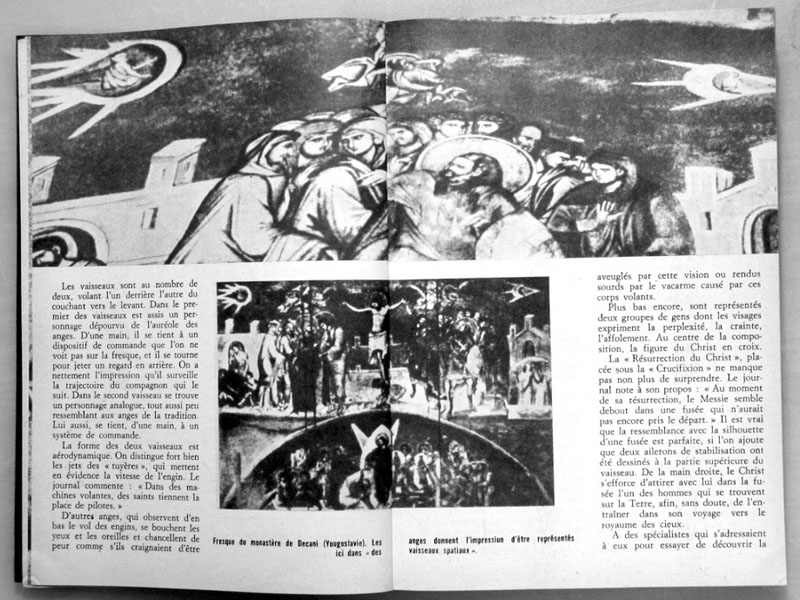 Les vaisseaux sont au nombre de
deux, volant l'un derrière l'autre du
couchant vers le levant. Dans le pre-
mier des vaisseaux est assis un per-
sonnage dépourvu de l'auréole des
anges. D'une main, il se tient à un
dispositif de commande que l'on ne
voit pas sur la fresque, et il se tourne
pour jeter un regard en arrière. On a
nettement l'impression qu'il surveille
la trajectoire du compagnon qui le
suit. Dans le second vaisseau se trouve
un personnage analogue, tout aussi peu
ressemblant aux anges de la tradition.
Lui aussi, se tient, d'une main, à un
système de commande.
La forme des deux vaisseaux est
aérodynamique. On distingue fort bien
les jets des « tuyères », qui mettent
en évidence la vitesse de l'engin. Le
journal commente : « Dans des ma-
chines volantes, des saints tiennent la
place de pilotes. »
D'autres anges, qui observent d'en
bas le vol des engins, se bouchent les
yeux et les oreilles et chancellent de
peur comme s'ils craignaient d'être
Fresque du monastère de Decani (Yougoslavie). Les
ici dans « des
anges donnent l'impression d'être représentés
vaisseaux spatiaux ».
aveuglés par cette vision ou rendus
sourds par le vacarme causé par ces
corps volants.
Plus bas encore, sont représentés
deux groupes de gens dont les visages
expriment la perplexité, la crainte,
l'affolement. Au centre de la compo-
sition, la figure du Christ en croix.
La « Résurrection du Christ », pla-
cée sous la « Crucifixion » ne manque
pas non plus de surprendre. Le jour-
nal note à son propos : « Au moment
de sa résurrection, le Messie semble
debout dans une fusée qui n'aurait
pas encore pris le départ. » Il est vrai
que la ressemblance avec la silhouette
d'une fusée est parfaite, si l'on ajoute
que deux ailerons de stabilisation ont
été dessinés à la partie supérieure du
vaisseau. De la main droite, le Christ
s'efforce d'attirer avec lui dans la fu-
sée l'un des hommes qui se trouvent
sur la Terre, afin, sans doute, de l'en-
traîner dans son voyage vers le
royaume des cieux.
A des spécialistes qui s'adressaient
à eux pour essayer de découvrir la